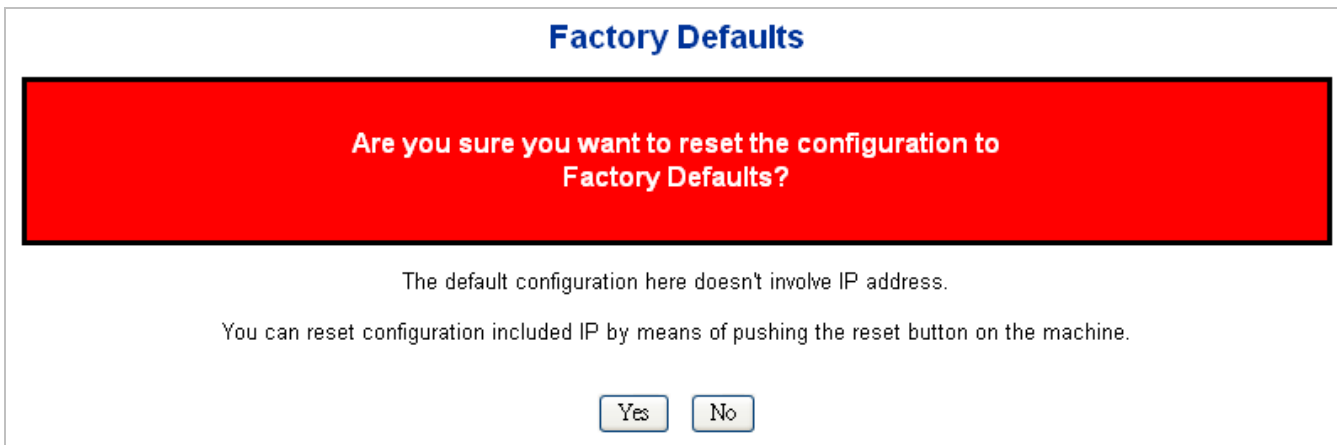 Factory Defaults
Are you sure you want to reset the configuration to
Factory Defaults?
The default configuration here doesn't involve IP address.
You can reset configuration included IP by means of pushing the reset button on the machine.
Yes No